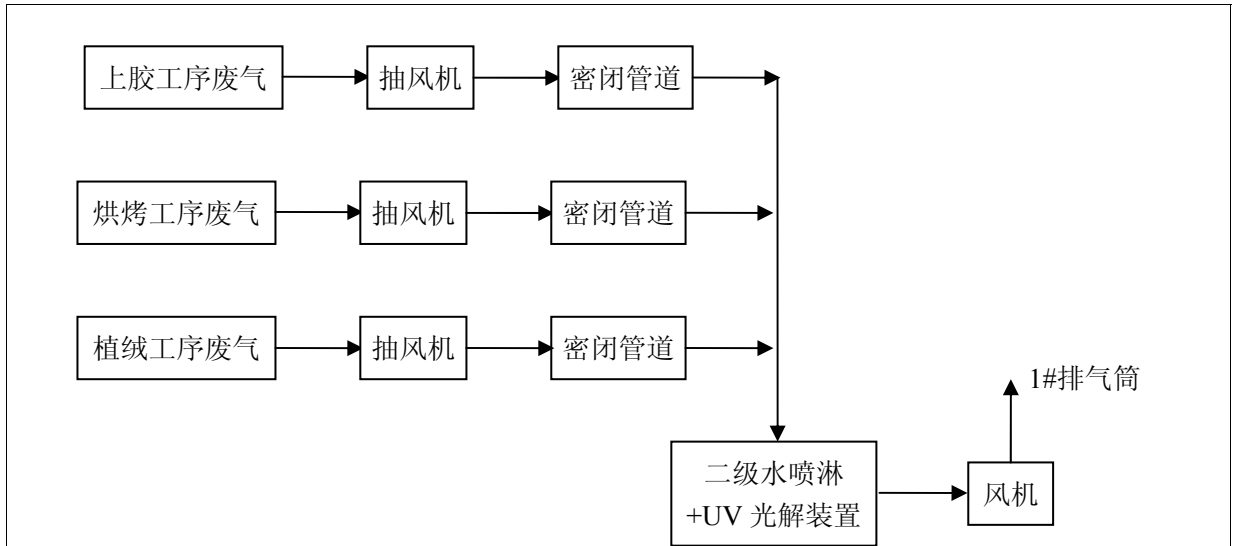 上胶工序废气
抽风机
密闭管道
烘烤工序废气
抽风机
密闭管道
植绒工序废气
抽风机
密闭管道
1#排气筒
二级水喷淋
+UV 光解装置
风机